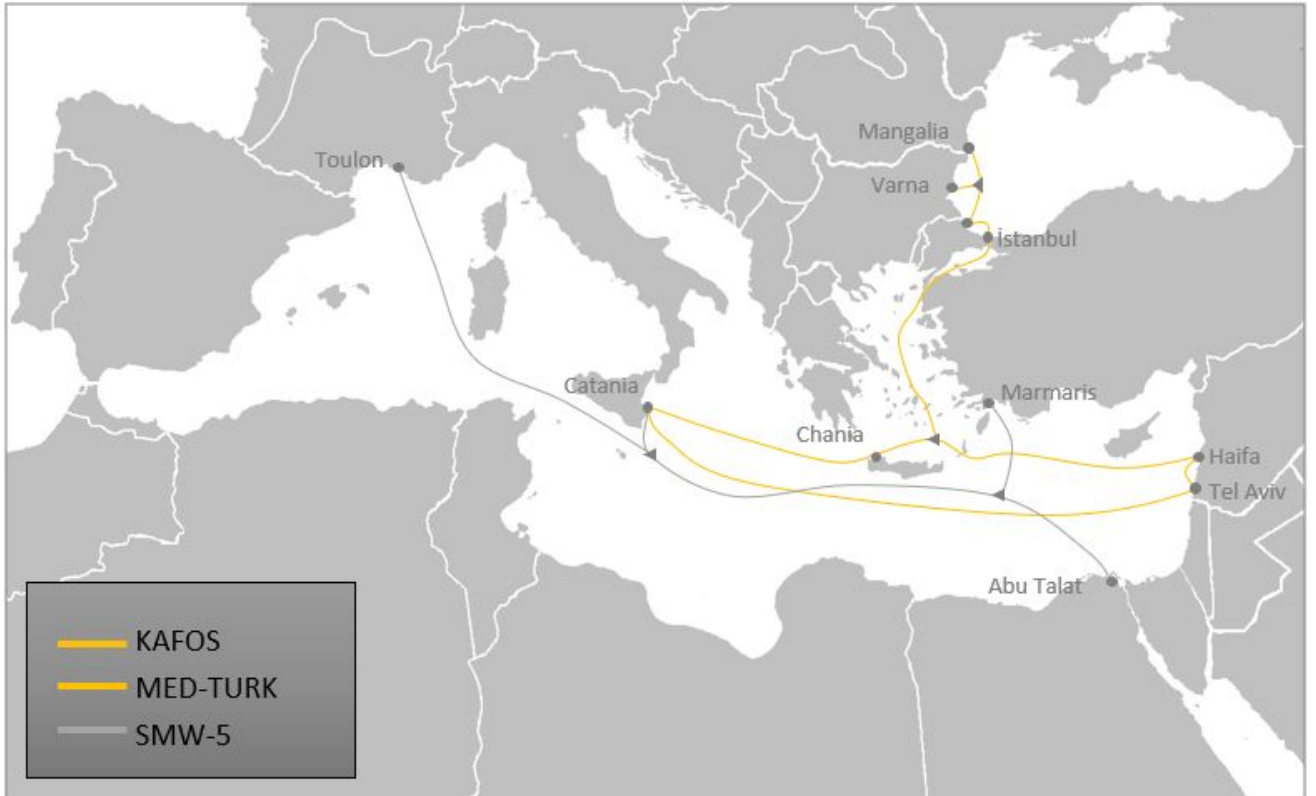 Mangalia
Toulon
Varna
İstanbul
Catania
Marmaris
Chania
Haifa
Tel Aviv
Abu Talat
KAFOS
MED-TURK
SMW-5